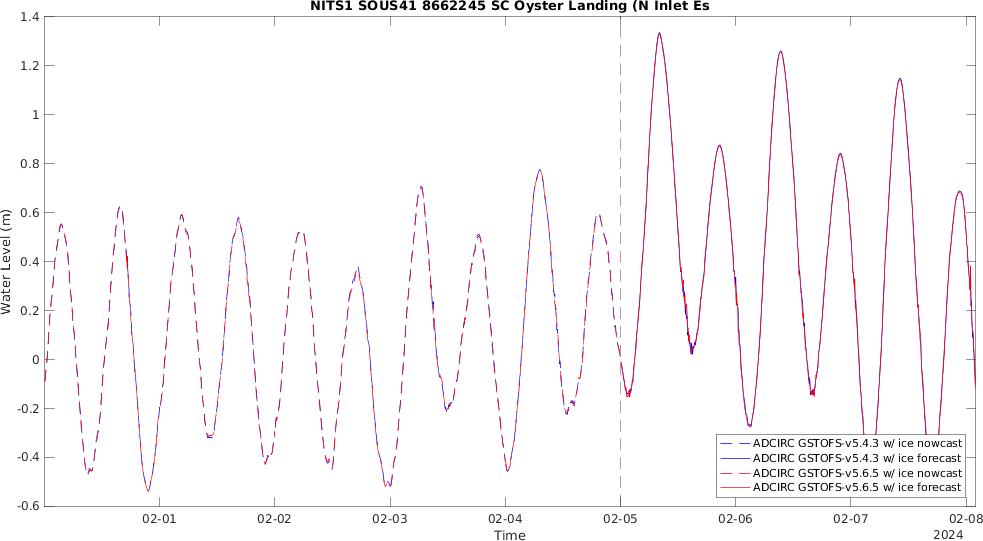 NITS1 SOUS41 8662245 SC Oyster Landing (N Inlet Es
1.4
1.2
1
0.8
0.6
0.4
0.2
0
-0.2
-0.4
-0.6
Water Level (m)
02-01
02-02
02-03
02-04
02-05
02-06
02-07
02-08
2024
Time
ADCIRC GSTOFS-v5.4.3 w/ ice nowcast
ADCIRC GSTOFS-v5.4.3 w/ ice forecast
ADCIRC GSTOFS-v5.6.5 w/ ice nowcast
ADCIRC GSTOFS-v5.6.5 w/ ice forecast